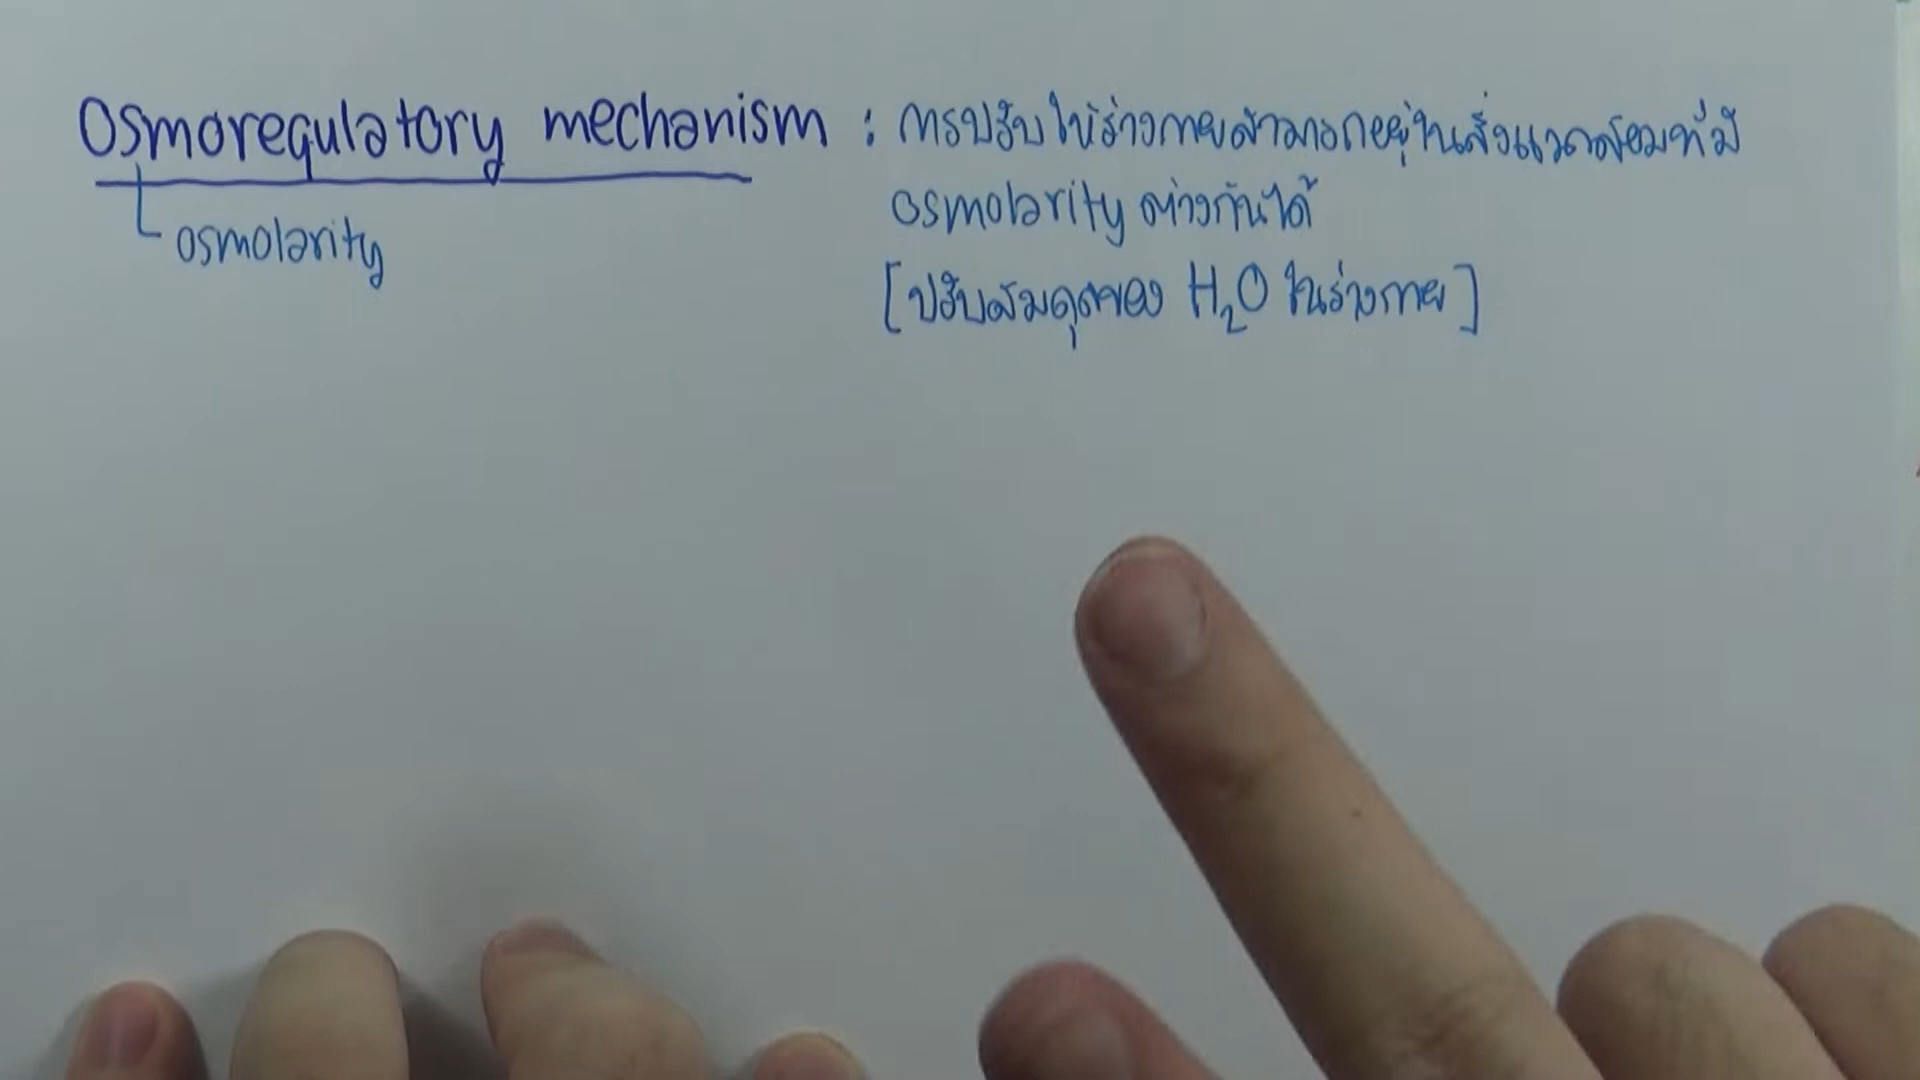 Osmoregulatory mechanism : การปรับให้ร่างกายสามารถอยู่ในสิ่งแวดล้อมที่มี
osmolarity ต่างกันได้
osmolarity
[ปรับสมดุลของ H₂O ในร่างกาย]